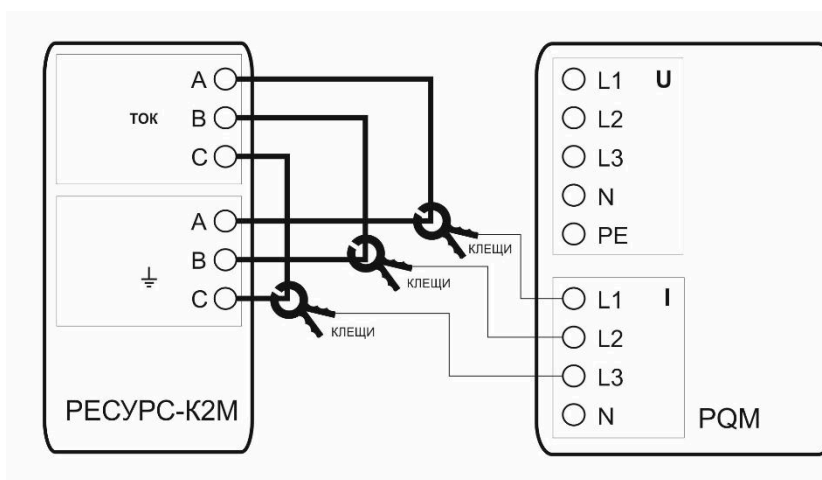 A
ТОК B
C
A
B
C
РЕСУРС-К2М
КЛЕЩИ
КЛЕЩИ
КЛЕЩИ
L1 U
L2
L3
N
PE
L1 I
L2
L3
N
PQM